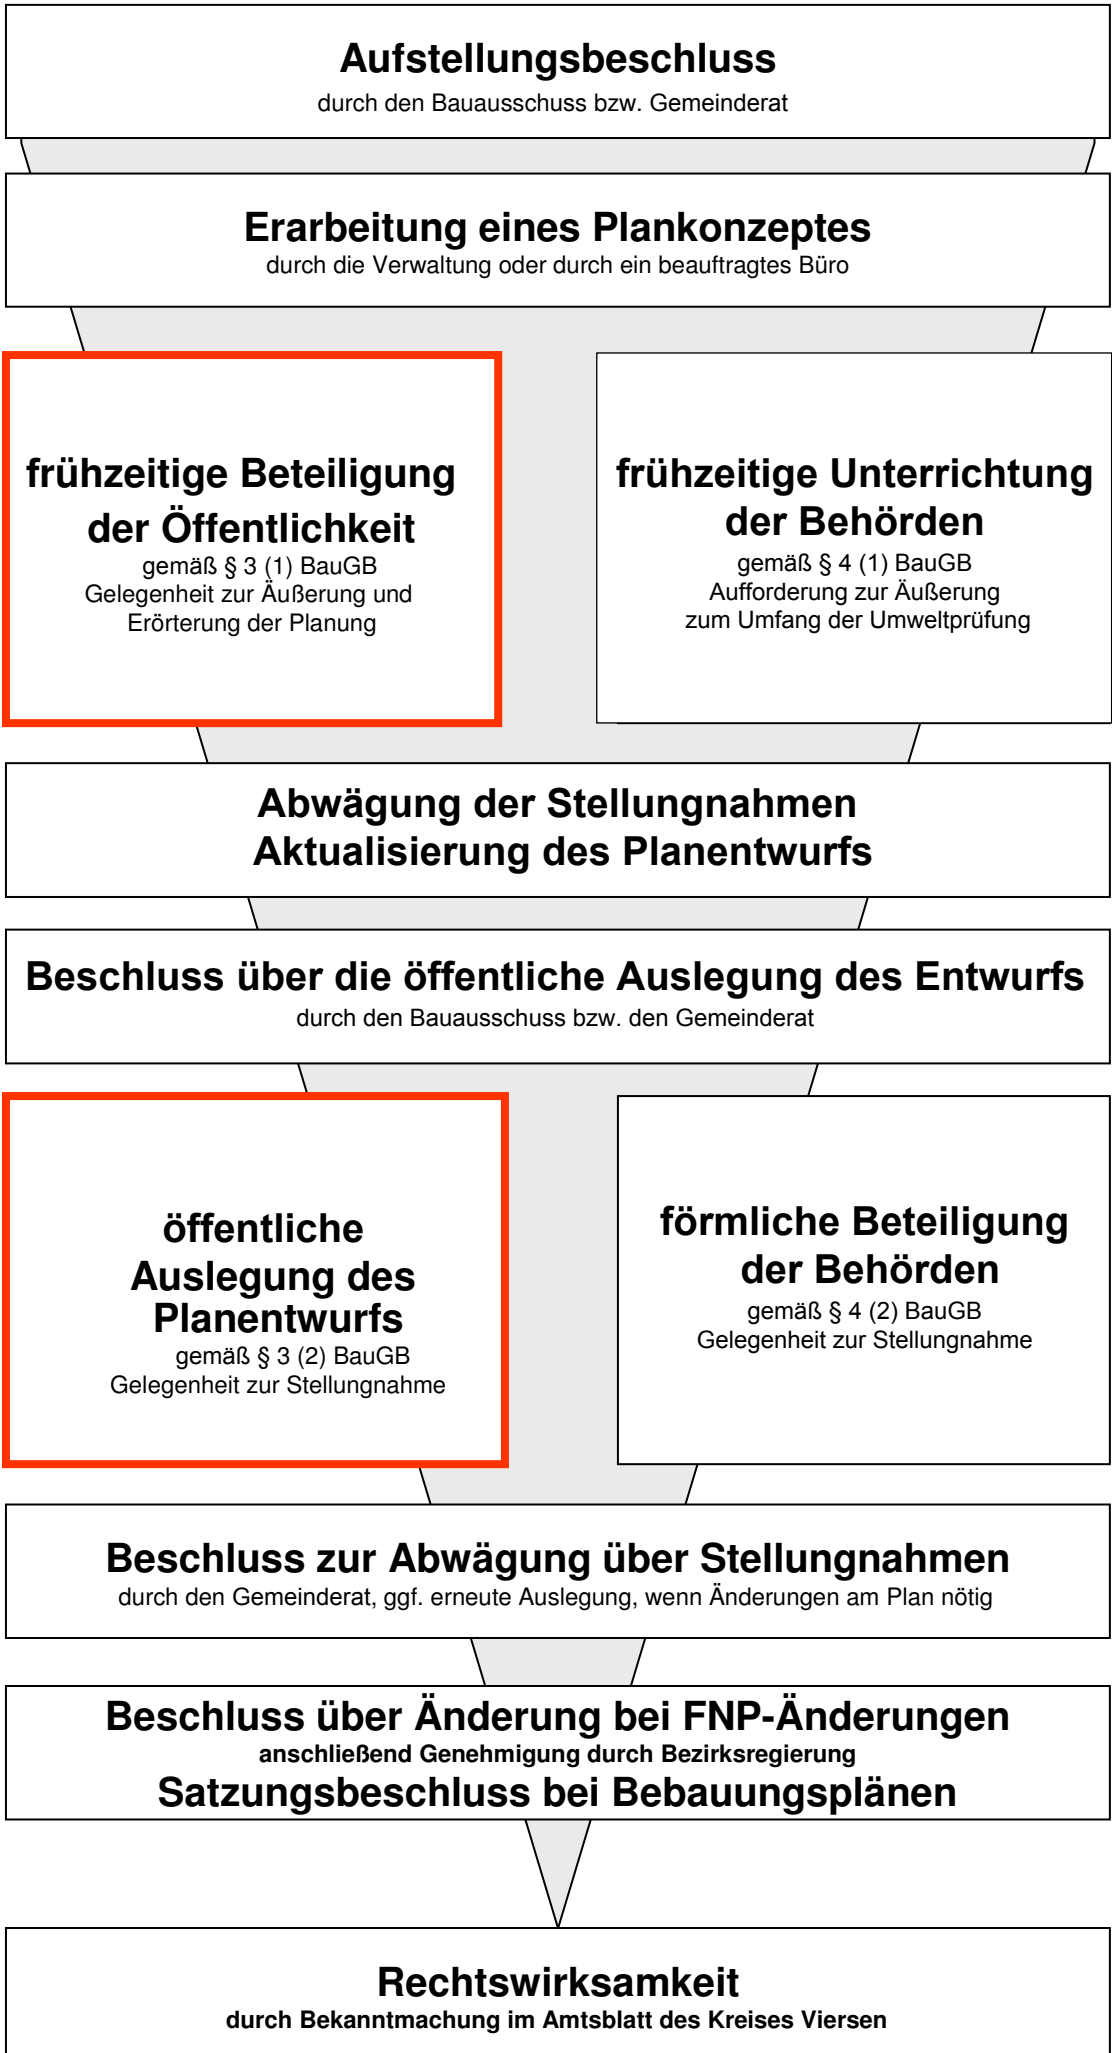 Aufstellungsbeschluss
durch den Bauausschuss bzw. Gemeinderat
Erarbeitung eines Plankonzeptes
durch die Verwaltung oder durch ein beauftragtes Büro
frühzeitige Beteiligung
der Öffentlichkeit
gemäß § 3 (1) BauGB
Gelegenheit zur Äußerung und
Erörterung der Planung
frühzeitige Unterrichtung
der Behörden
gemäß § 4 (1) BauGB
Aufforderung zur Äußerung
zum Umfang der Umweltprüfung
Abwägung der Stellungnahmen
Aktualisierung des Planentwurfs
Beschluss über die öffentliche Auslegung des Entwurfs
durch den Bauausschuss bzw. den Gemeinderat
öffentliche
Auslegung des
Planentwurfs
gemäß § 3 (2) BauGB
Gelegenheit zur Stellungnahme
förmliche Beteiligung
der Behörden
gemäß § 4 (2) BauGB
Gelegenheit zur Stellungnahme
Beschluss zur Abwägung über Stellungnahmen
durch den Gemeinderat, ggf. erneute Auslegung, wenn Änderungen am Plan nötig
Beschluss über Änderung bei FNP-Änderungen
anschließend Genehmigung durch Bezirksregierung
Satzungsbeschluss bei Bebauungsplänen
Rechtswirksamkeit
durch Bekanntmachung im Amtsblatt des Kreises Viersen